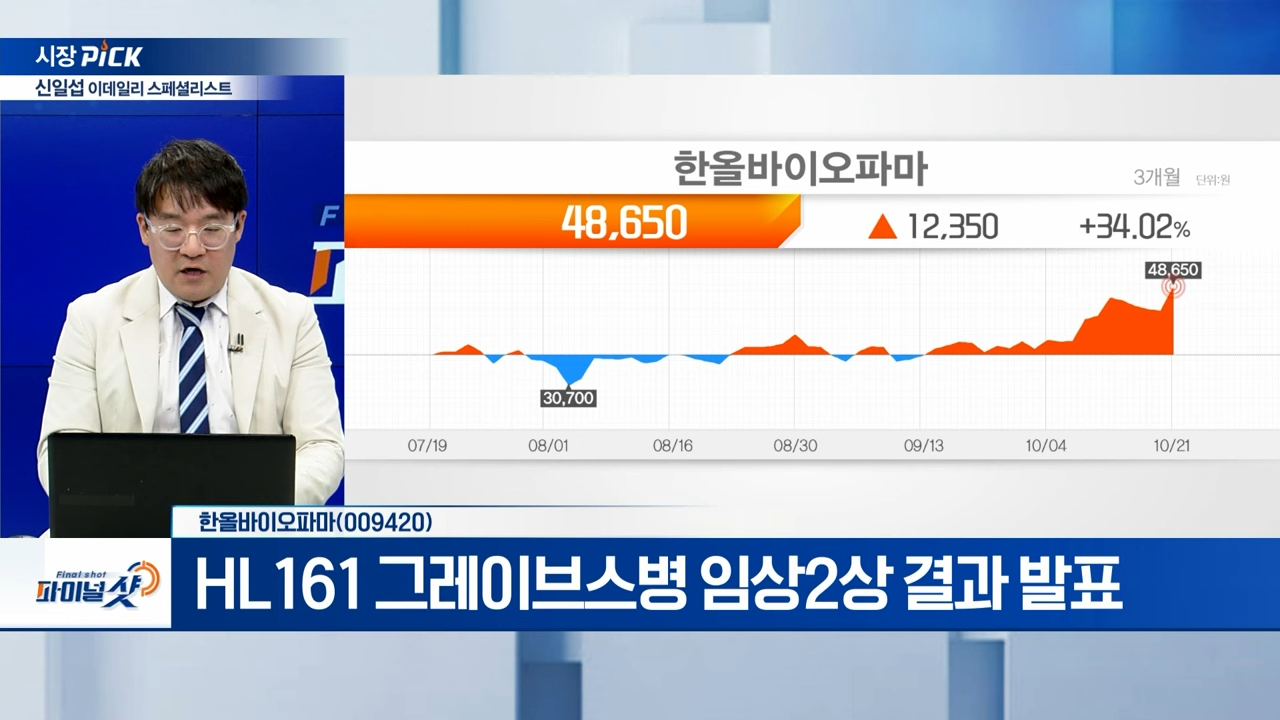 시장 PiCK
신일섭 이데일리 스페셜리스트
F
한올바이오파마
3개월 단위:원
48,650 ▲ 12,350 +34.02%
48,650
30,700
07/19 08/01 08/16 08/30 09/13 10/04 10/21
한올바이오파마(009420)
Final shot
파이널샷
HL161 그레이브스병 임상2상 결과 발표